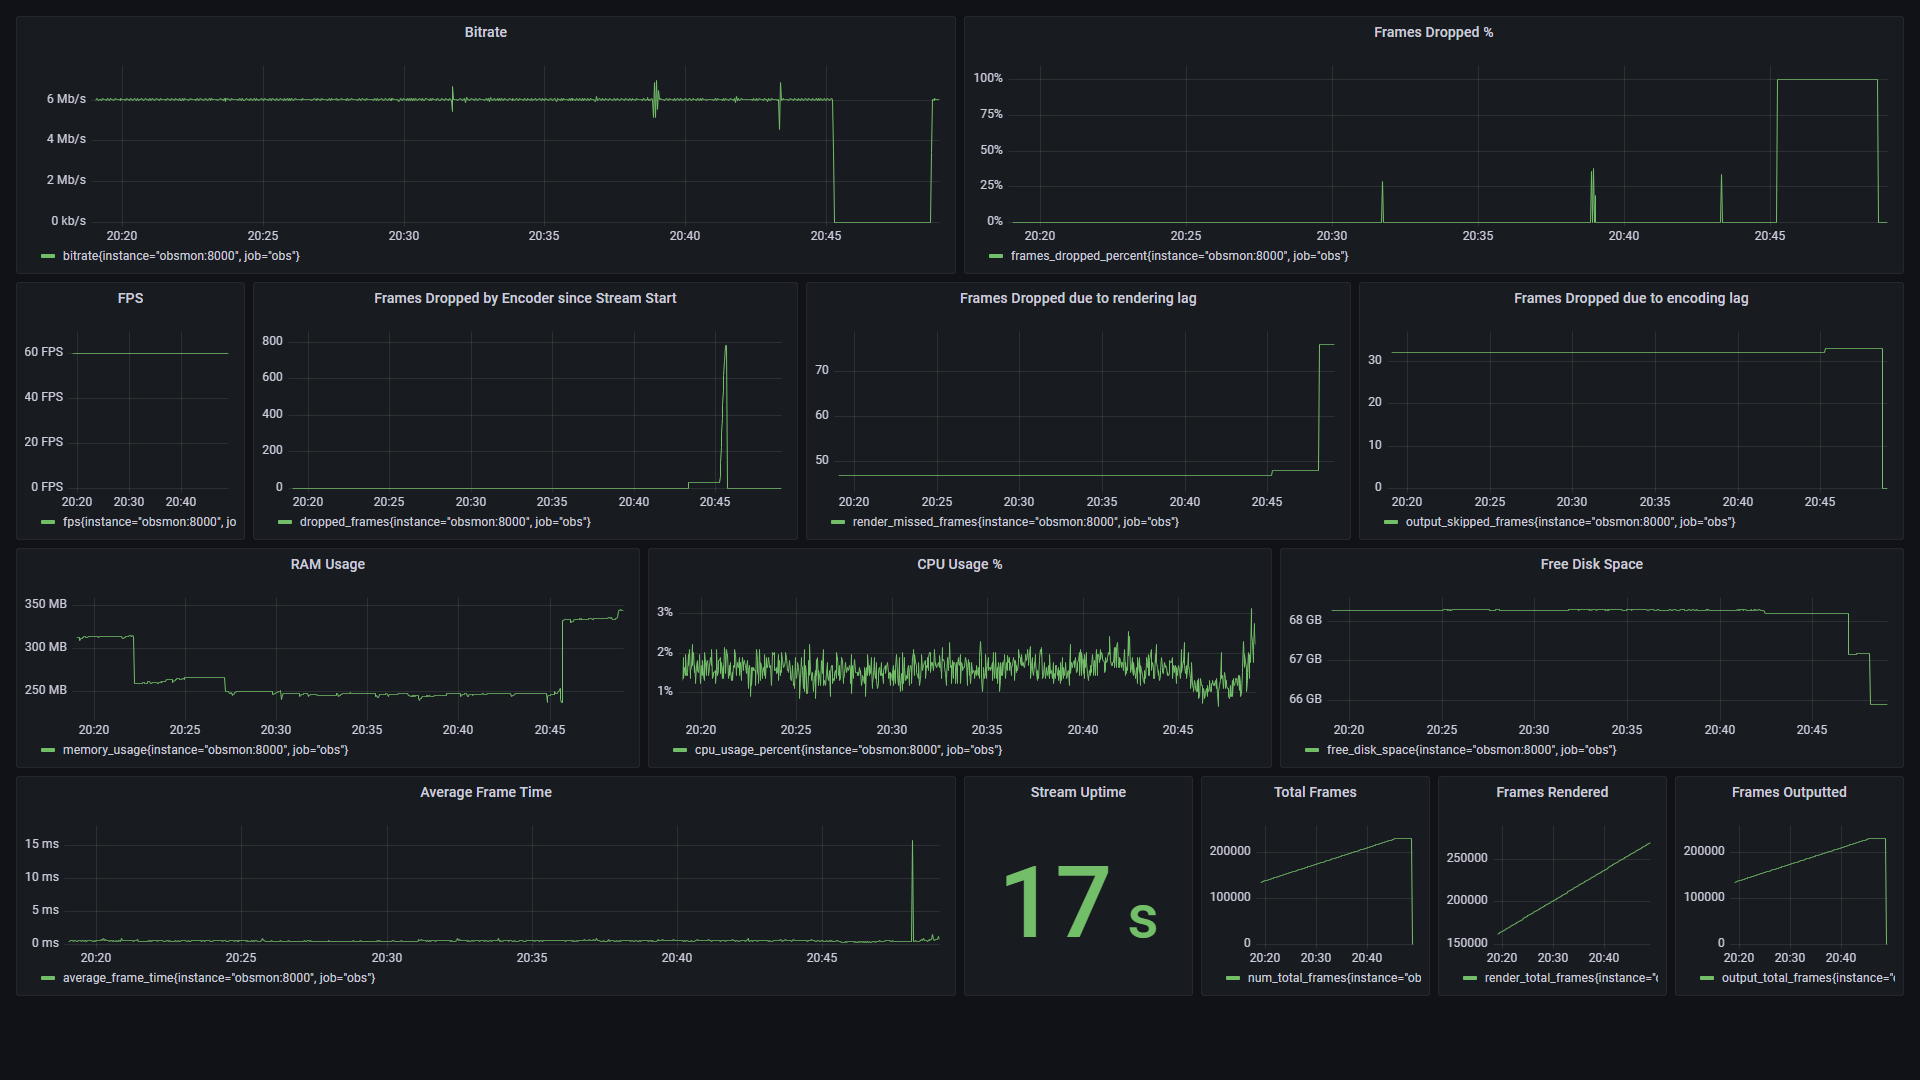 Bitrate
6 Mb/s
4 Mb/s
2 Mb/s
0 kb/s
20:20 20:25 20:30 20:35 20:40 20:45
bitrate{instance="obsmon:8000", job="obs"}
Frames Dropped %
100%
75%
50%
25%
0%
20:20 20:25 20:30 20:35 20:40 20:45
frames_dropped_percent{instance="obsmon:8000", job="obs"}
FPS
60 FPS
40 FPS
20 FPS
0 FPS
20:20 20:30 20:40
fps{instance="obsmon:8000", jo
Frames Dropped by Encoder since Stream Start
800
600
400
200
0
20:20 20:25 20:30 20:35 20:40 20:45
dropped_frames{instance="obsmon:8000", job="obs"}
Frames Dropped due to rendering lag
70
60
50
20:20 20:25 20:30 20:35 20:40 20:45
render_missed_frames{instance="obsmon:8000", job="obs"}
Frames Dropped due to encoding lag
30
20
10
0
20:20 20:25 20:30 20:35 20:40 20:45
output_skipped_frames{instance="obsmon:8000", job="obs"}
RAM Usage
350 MB
300 MB
250 MB
20:20 20:25 20:30 20:35 20:40 20:45
memory_usage{instance="obsmon:8000", job="obs"}
CPU Usage %
3%
2%
1%
20:20 20:25 20:30 20:35 20:40 20:45
cpu_usage_percent{instance="obsmon:8000", job="obs"}
Free Disk Space
68 GB
67 GB
66 GB
20:20 20:25 20:30 20:35 20:40 20:45
free_disk_space{instance="obsmon:8000", job="obs"}
Average Frame Time
15 ms
10 ms
5 ms
0 ms
20:20 20:25 20:30 20:35 20:40 20:45
average_frame_time{instance="obsmon:8000", job="obs"}
Stream Uptime
17 s
Total Frames
200000
100000
0
20:20 20:30 20:40
num_total_frames{instance="ob
Frames Rendered
250000
200000
150000
20:20 20:30 20:40
render_total_frames{instance="
Frames Outputted
200000
100000
0
20:20 20:30 20:40
output_total_frames{instance="